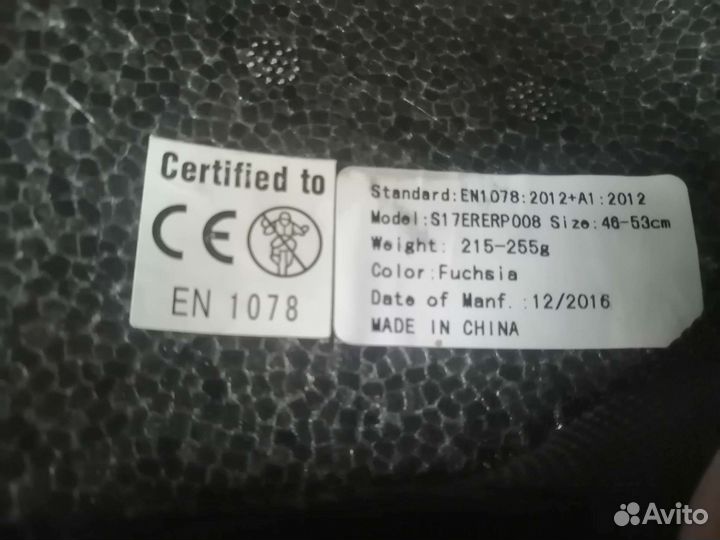 Certified to
CE
EN 1078
Standard:EN1078:2012+A1:2012
Model:S17ERERP008 Size:46-53cm
Weight: 215-255g
Color:Fuchsia
Date of Manf.:12/2016
MADE IN CHINA
Avito